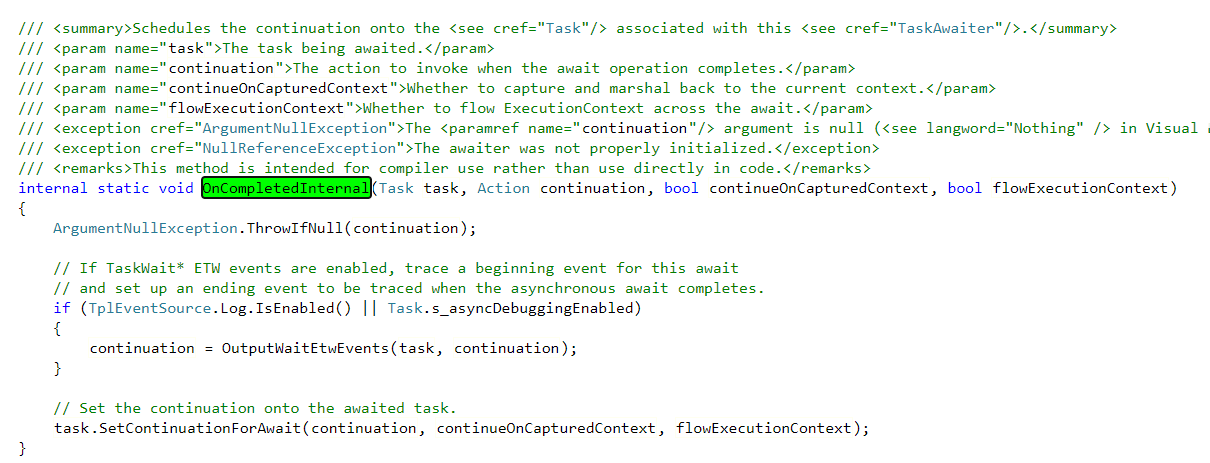 /// <summary>Schedules the continuation onto the <see cref="Task"/> associated with this <see cref="TaskAwaiter"/>.</summary>
/// <param name="task">The task being awaited.</param>
/// <param name="continuation">The action to invoke when the await operation completes.</param>
/// <param name="continueOnCapturedContext">Whether to capture and marshal back to the current context.</param>
/// <param name="flowExecutionContext">Whether to flow ExecutionContext across the await.</param>
/// <exception cref="ArgumentNullException">The <paramref name="continuation"/> argument is null (<see langword="Nothing" /> in Visual
/// <exception cref="NullReferenceException">The awaiter was not properly initialized.</exception>
/// <remarks>This method is intended for compiler use rather than use directly in code.</remarks>
internal static void OnCompletedInternal(Task task, Action continuation, bool continueOnCapturedContext, bool flowExecutionContext)
{
    ArgumentNullException.ThrowIfNull(continuation);

    // If TaskWait* ETW events are enabled, trace a beginning event for this await
    // and set up an ending event to be traced when the asynchronous await completes.
    if (TplEventSource.Log.IsEnabled() || Task.s_asyncDebuggingEnabled)
    {
        continuation = OutputWaitEtwEvents(task, continuation);
    }

    // Set the continuation onto the awaited task.
    task.SetContinuationForAwait(continuation, continueOnCapturedContext, flowExecutionContext);
}